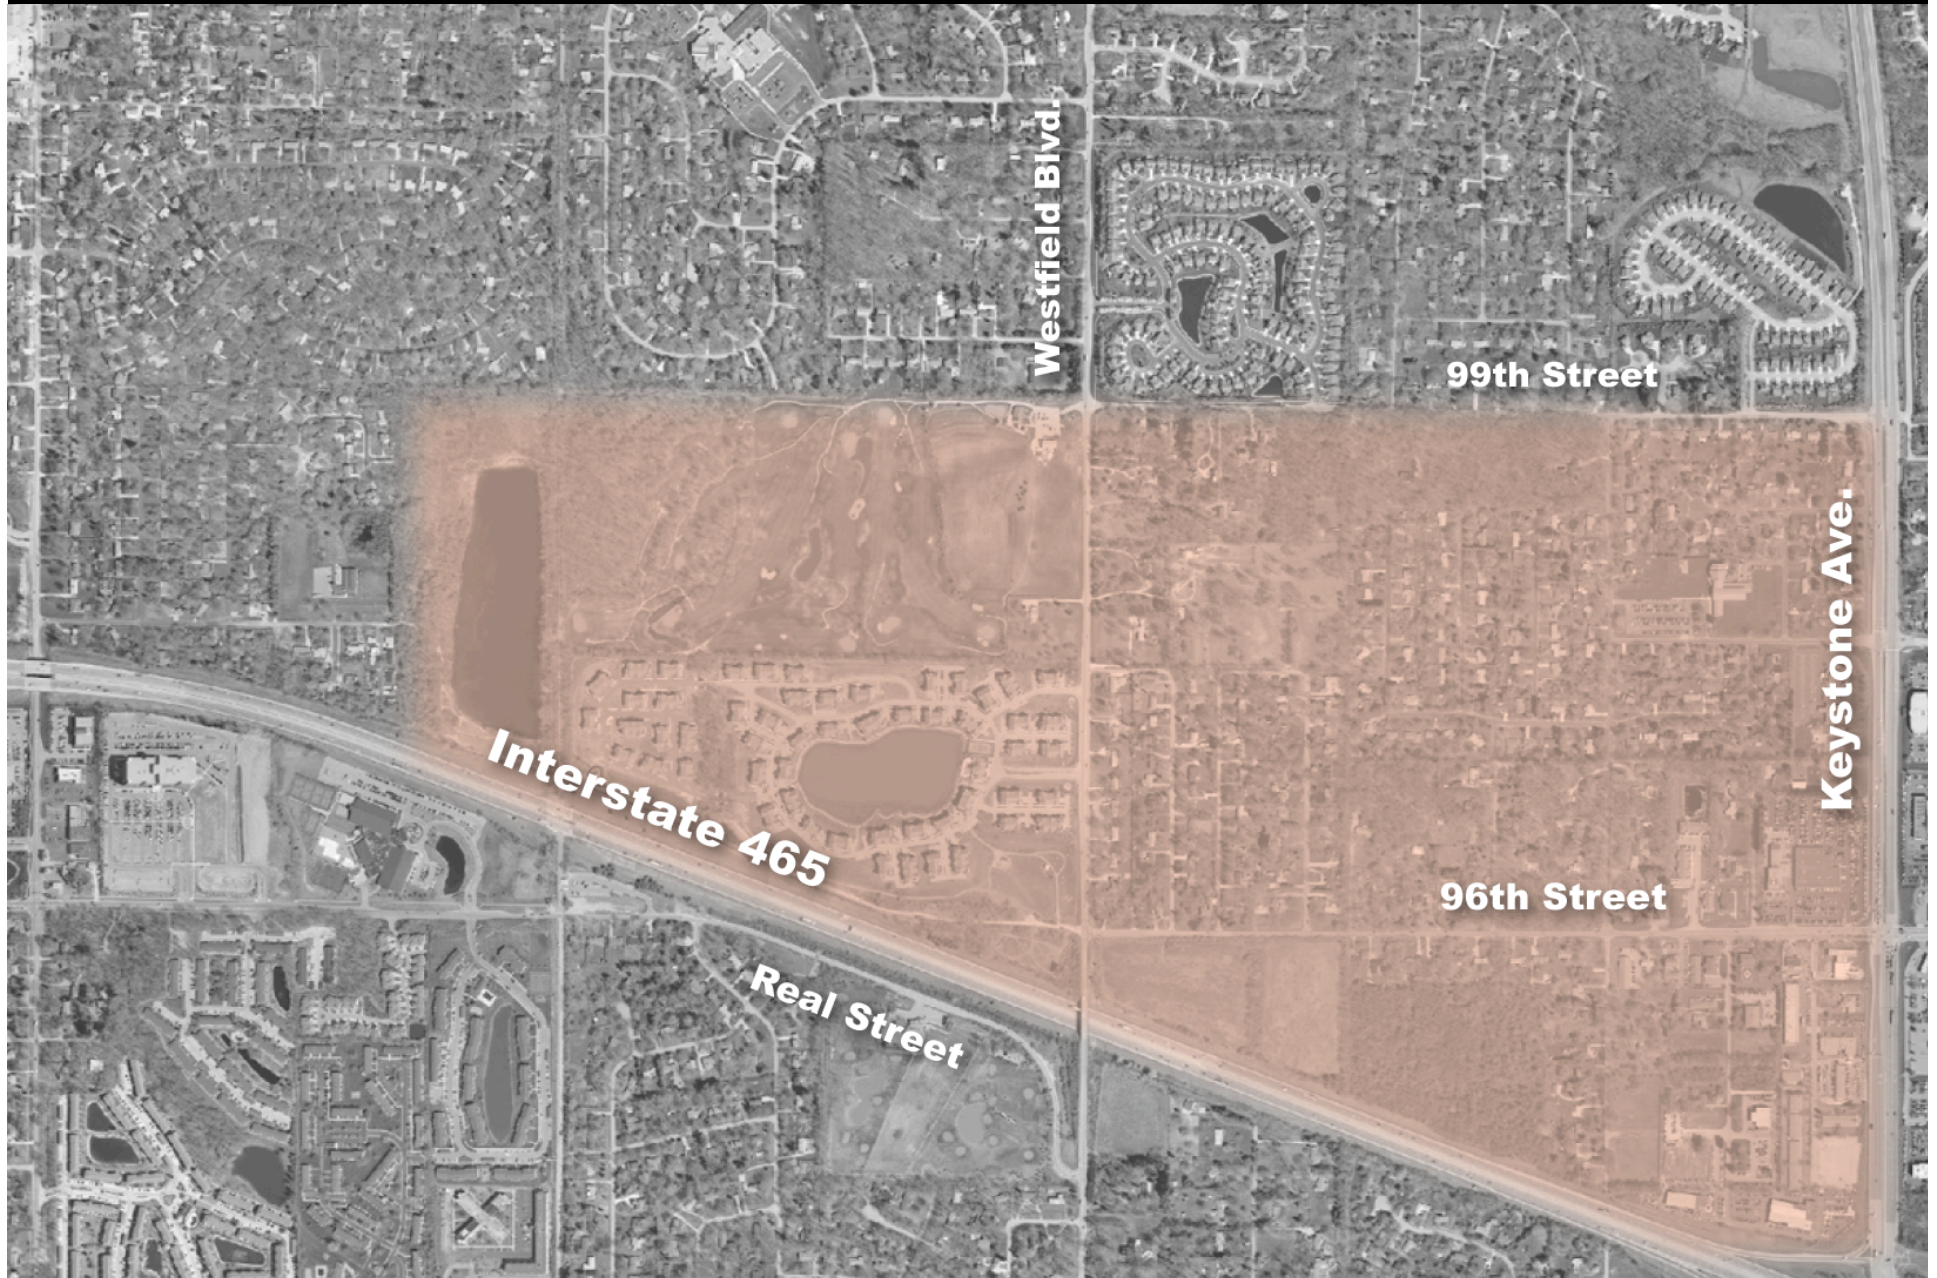 Westfield Blvd.
99th Street
Keystone Ave.
Interstate 465
96th Street
Real Street